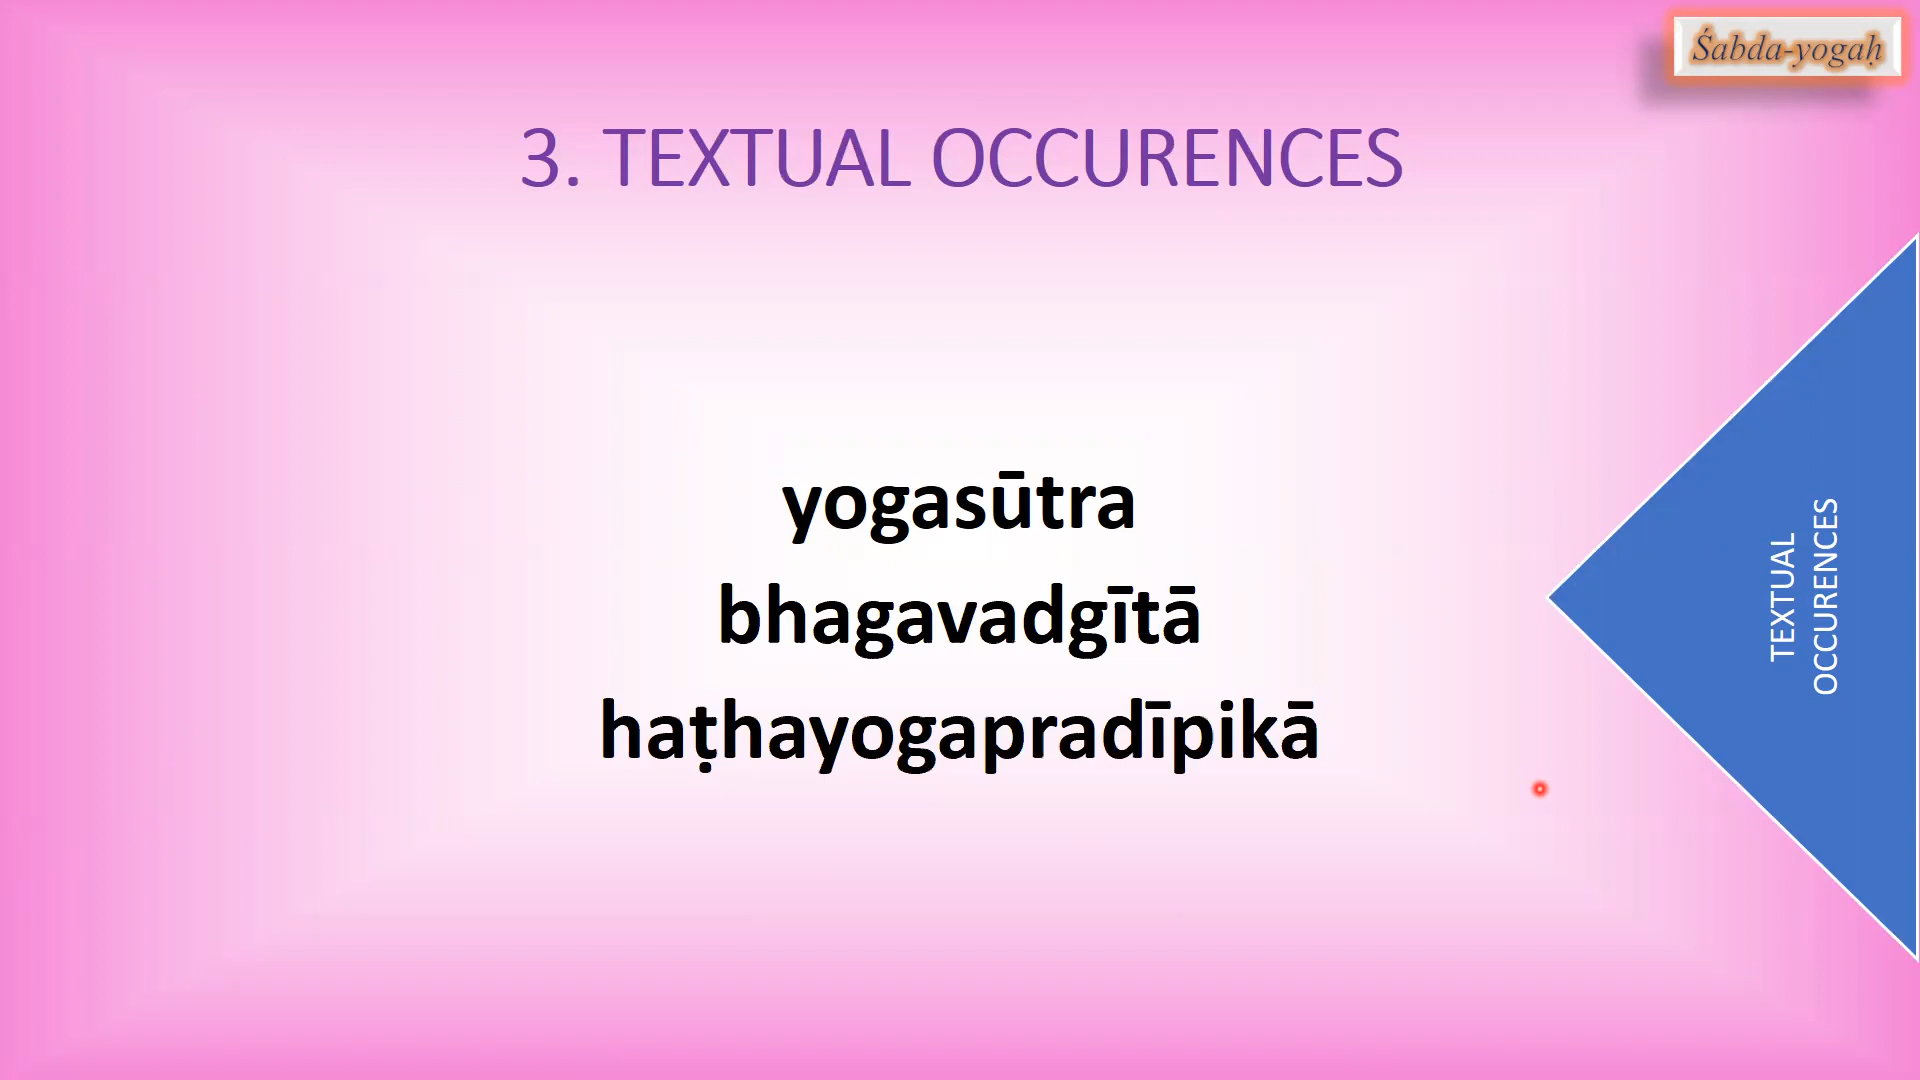 Śabda-yogaḥ
3. TEXTUAL OCCURENCES
yogasūtra
bhagavadgītā
haṭhayogapradīpikā
TEXTUAL
OCCURENCES